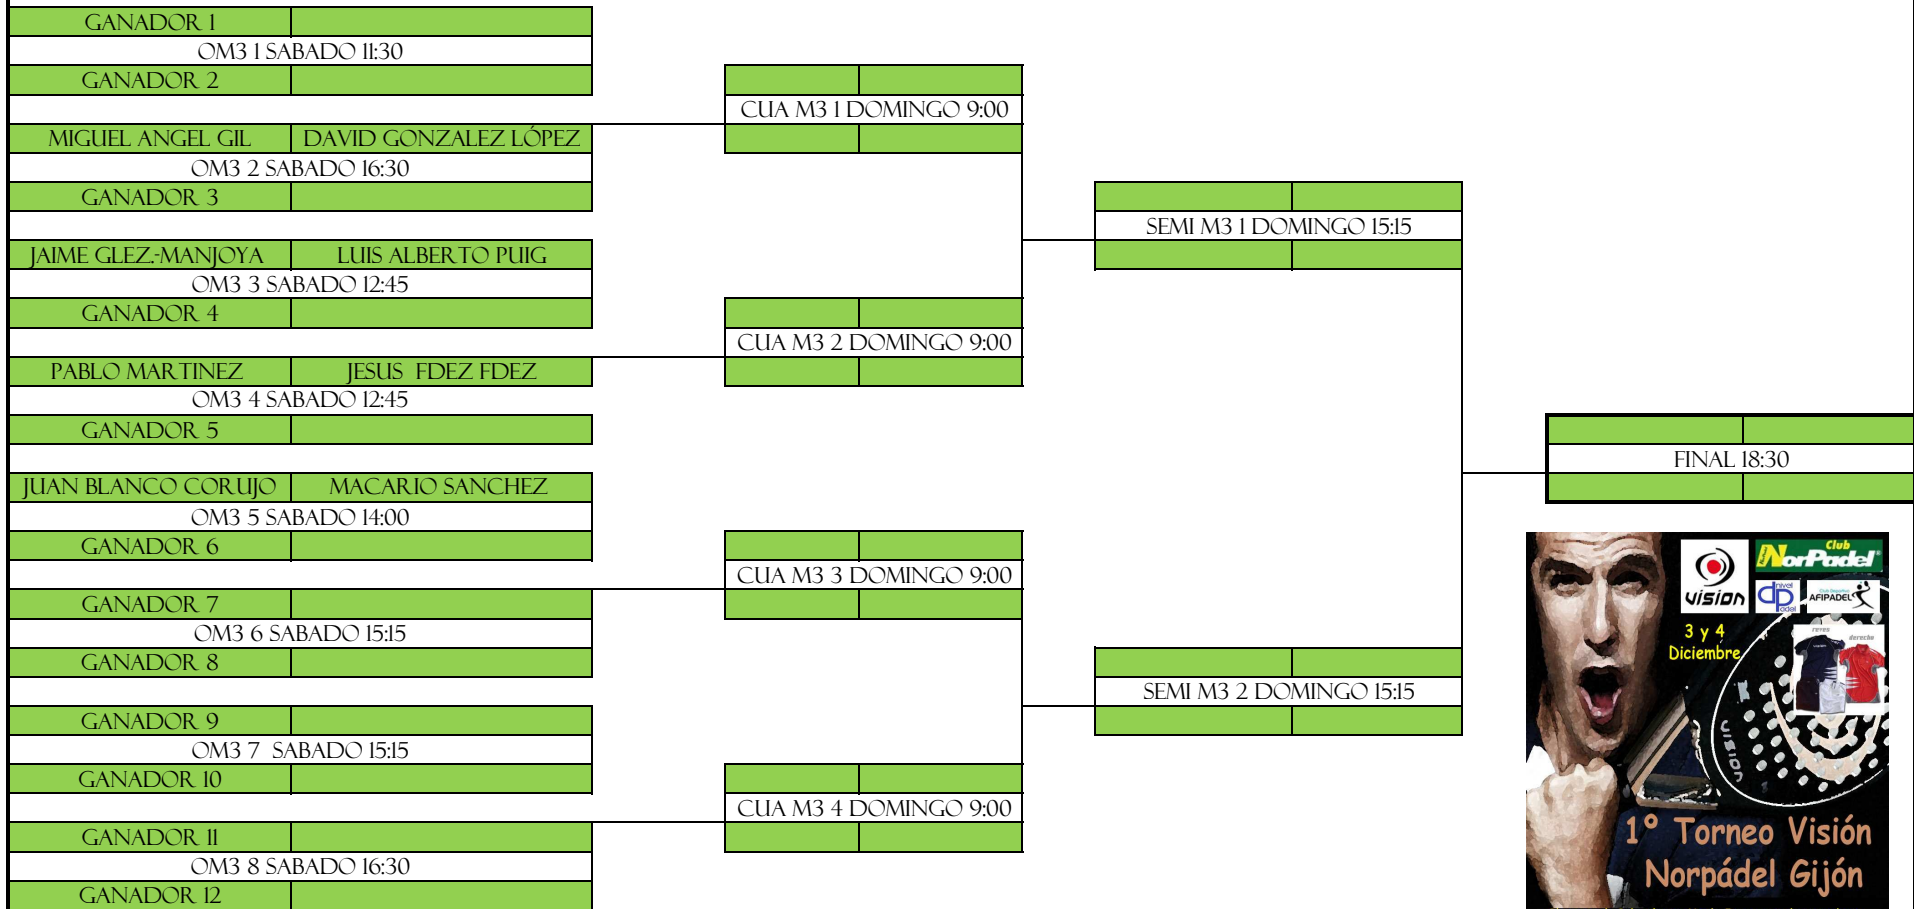 GANADOR 1
OM3 1 SABADO 11:30
GANADOR 2
MIGUEL ANGEL GIL DAVID GONZALEZ LÓPEZ
OM3 2 SABADO 16:30
GANADOR 3
JAIME GLEZ.-MANJOYA LUIS ALBERTO PUIG
OM3 3 SABADO 12:45
GANADOR 4
PABLO MARTINEZ JESUS FDEZ FDEZ
OM3 4 SABADO 12:45
GANADOR 5
JUAN BLANCO CORUJO MACARIO SANCHEZ
OM3 5 SABADO 14:00
GANADOR 6
GANADOR 7
OM3 6 SABADO 15:15
GANADOR 8
GANADOR 9
OM3 7 SABADO 15:15
GANADOR 10
GANADOR 11
OM3 8 SABADO 16:30
GANADOR 12
CUA M3 1 DOMINGO 9:00
CUA M3 2 DOMINGO 9:00
CUA M3 3 DOMINGO 9:00
CUA M3 4 DOMINGO 9:00
SEMI M3 1 DOMINGO 15:15
SEMI M3 2 DOMINGO 15:15
FINAL 18:30
vision
Club
NorPadel
nivel
dp
padel
AFIPADEL
3 y 4
Diciembre
reves
derecha
VISION
1º Torneo Visión
Norpádel Gijón